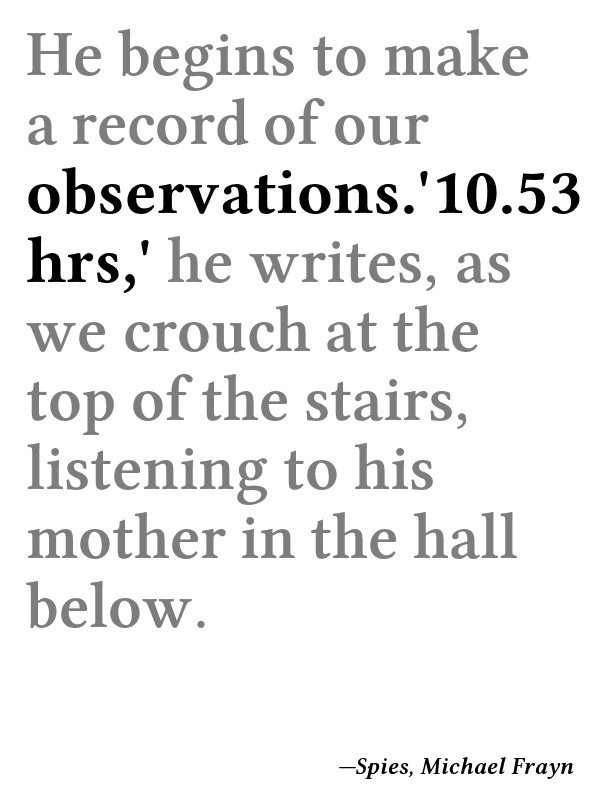 He begins to make
a record of our
observations.'10.53
hrs,' he writes, as
we crouch at the
top of the stairs,
listening to his
mother in the hall
below.
—Spies, Michael Frayn